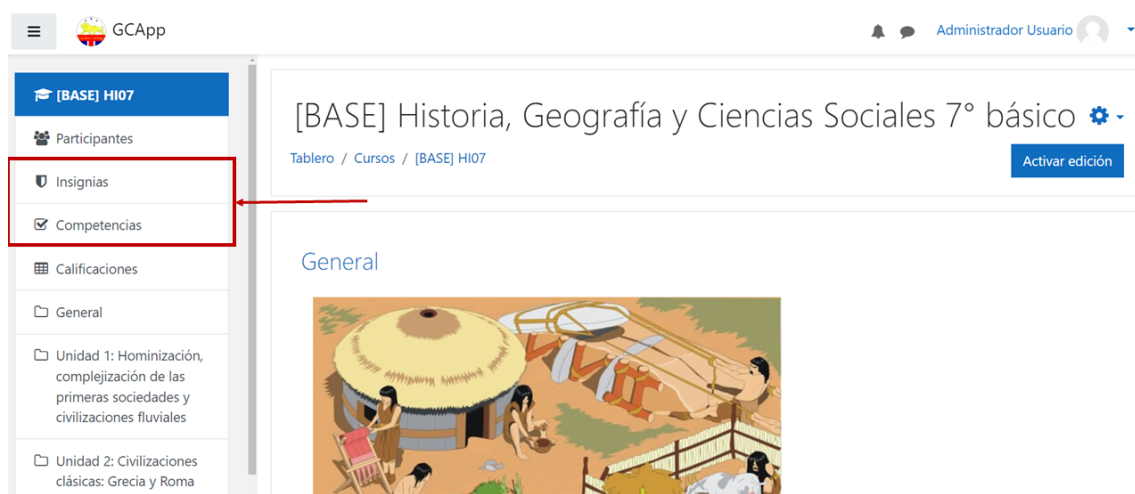 GCApp
Administrador Usuario
[BASE] HI07
Participantes
Insignias
Competencias
Calificaciones
General
Unidad 1: Hominización,
complejización de las
primeras sociedades y
civilizaciones fluviales
Unidad 2: Civilizaciones
clásicas: Grecia y Roma
[BASE] Historia, Geografía y Ciencias Sociales 7° básico
Tablero / Cursos / [BASE] HI07
Activar edición
General